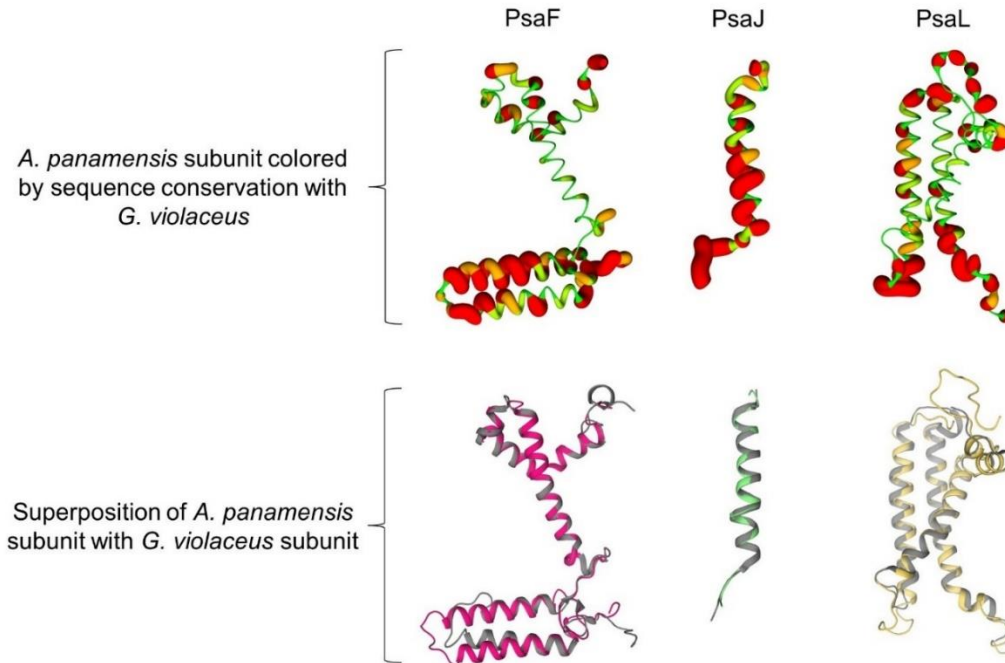 PsaF PsaJ PsaL
A. panamensis subunit colored
by sequence conservation with
G. violaceus
Superposition of A. panamensis
subunit with G. violaceus subunit